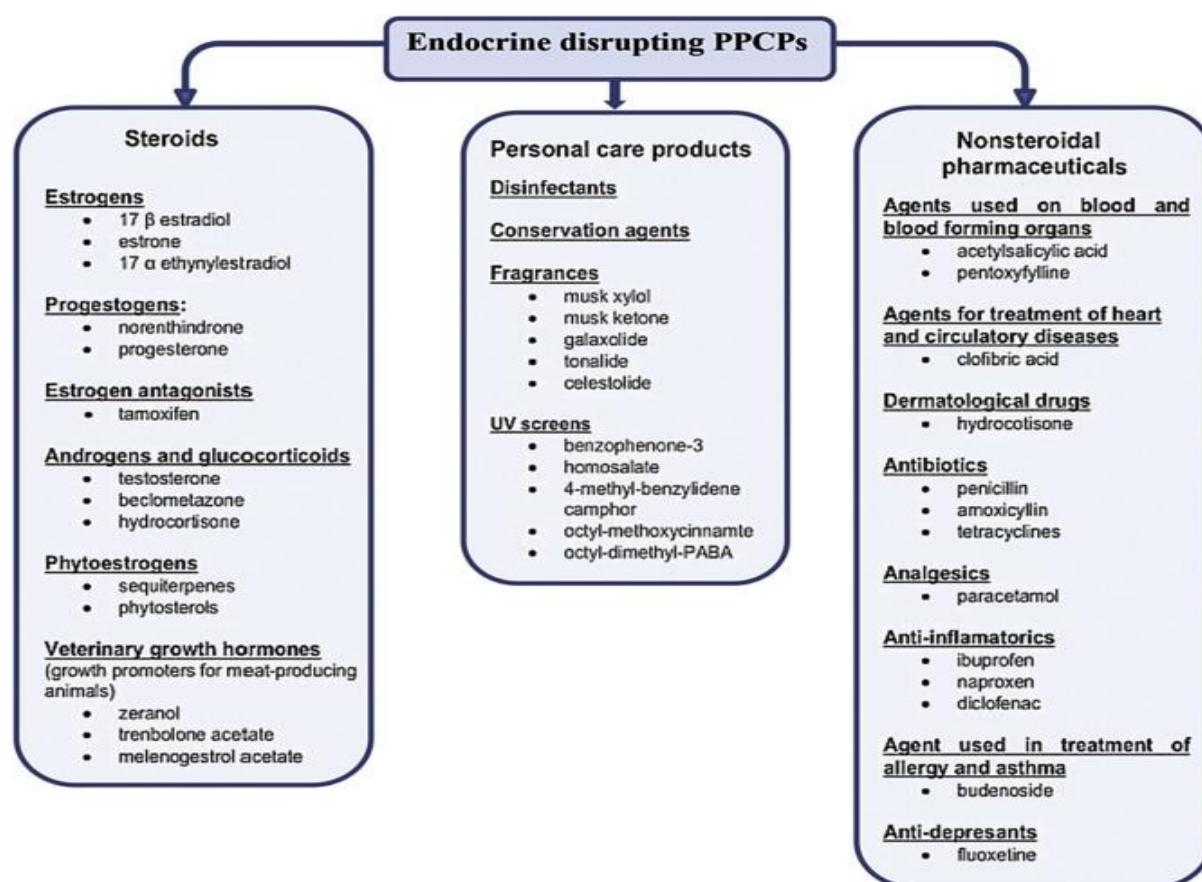 Endocrine disrupting PPCPs
Steroids
Estrogens
• 17 β estradiol
• estrone
• 17 α ethynylestradiol
Progestogens:
• norenthindrone
• progesterone
Estrogen antagonists
• tamoxifen
Androgens and glucocorticoids
• testosterone
• beclometazone
• hydrocortisone
Phytoestrogens
• sequiterpenes
• phytosterols
Veterinary growth hormones
(growth promoters for meat-producing
animals)
• zeranol
• trenbolone acetate
• melenogestrol acetate
Personal care products
Disinfectants
Conservation agents
Fragrances
• musk xylol
• musk ketone
• galaxolide
• tonalide
• celestolide
UV screens
• benzophenone-3
• homosalate
• 4-methyl-benzylidene
camphor
• octyl-methoxycinnamte
• octyl-dimethyl-PABA
Nonsteroidal
pharmaceuticals
Agents used on blood and
blood forming organs
• acetylsalicylic acid
• pentoxyfylline
Agents for treatment of heart
and circulatory diseases
• clofibric acid
Dermatological drugs
• hydrocotisone
Antibiotics
• penicillin
• amoxicyllin
• tetracyclines
Analgesics
• paracetamol
Anti-inflamatorics
• ibuprofen
• naproxen
• diclofenac
Agent used in treatment of
allergy and asthma
• budenoside
Anti-depresants
• fluoxetine